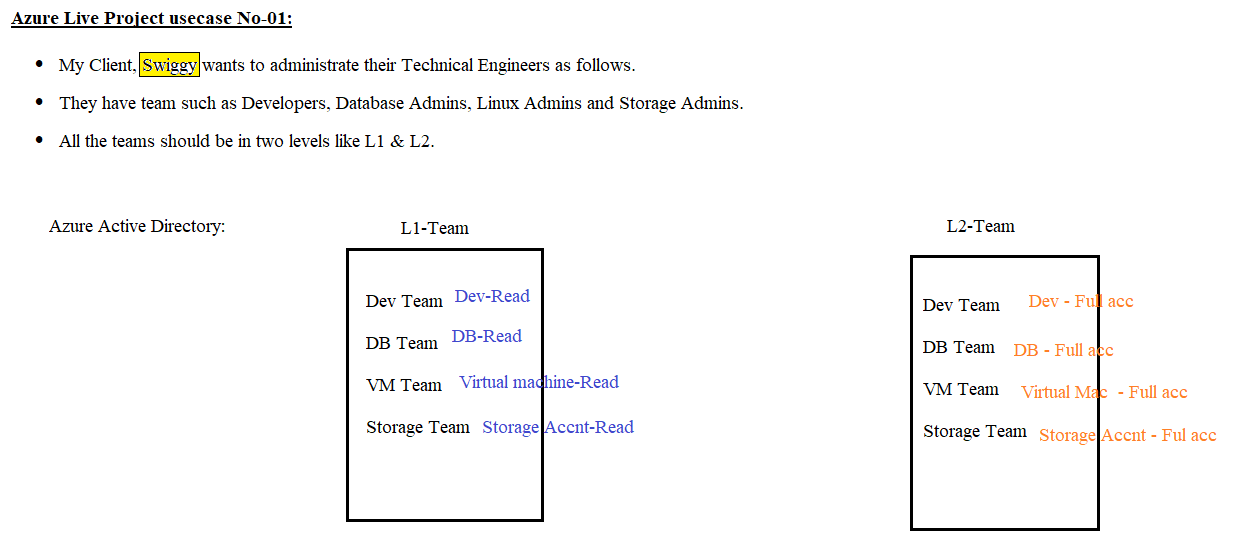 Azure Live Project usecase No-01:
My Client, Swiggy wants to administrate their Technical Engineers as follows.
They have team such as Developers, Database Admins, Linux Admins and Storage Admins.
All the teams should be in two levels like L1 & L2.
Azure Active Directory:
L1-Team
Dev Team Dev-Read
DB Team DB-Read
VM Team Virtual machine-Read
Storage Team Storage Accnt-Read
L2-Team
Dev Team Dev - Full acc
DB Team DB - Full acc
VM Team Virtual Mac - Full acc
Storage Team Storage Accnt - Ful acc